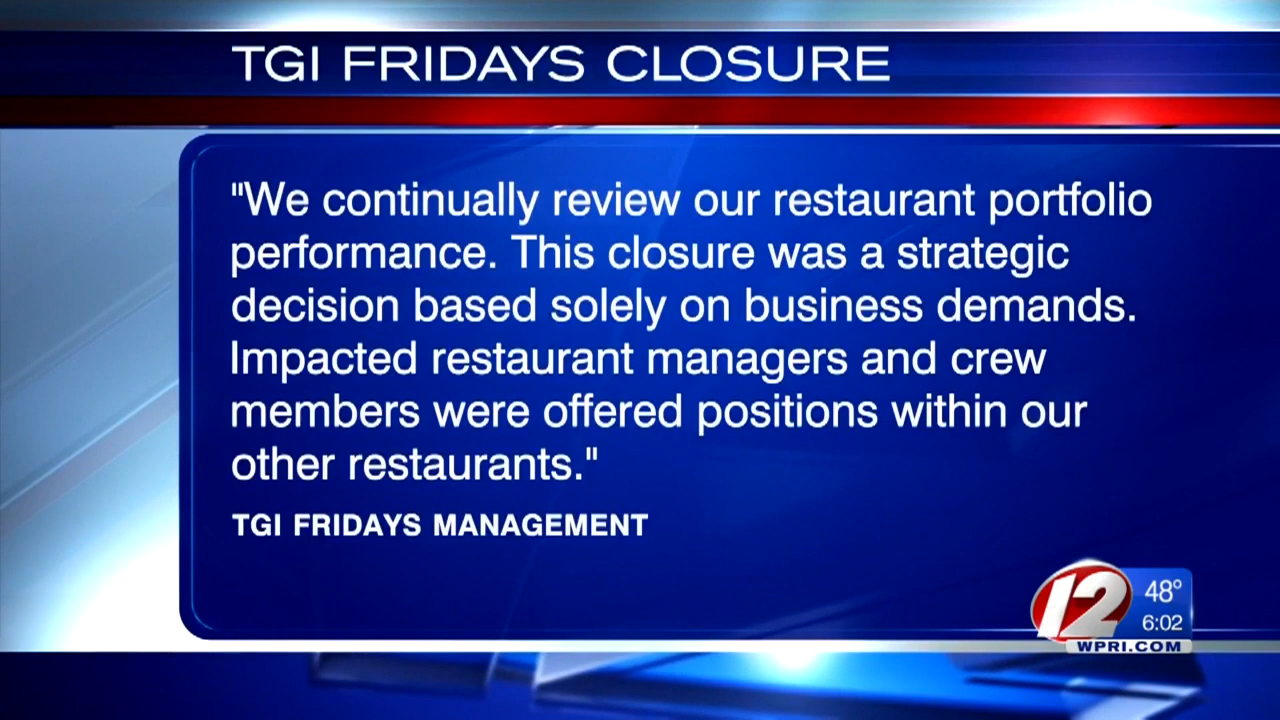 TGI FRIDAYS CLOSURE
"We continually review our restaurant portfolio
performance. This closure was a strategic
decision based solely on business demands.
Impacted restaurant managers and crew
members were offered positions within our
other restaurants."
TGI FRIDAYS MANAGEMENT
12
48°
6:02
WPRI.COM